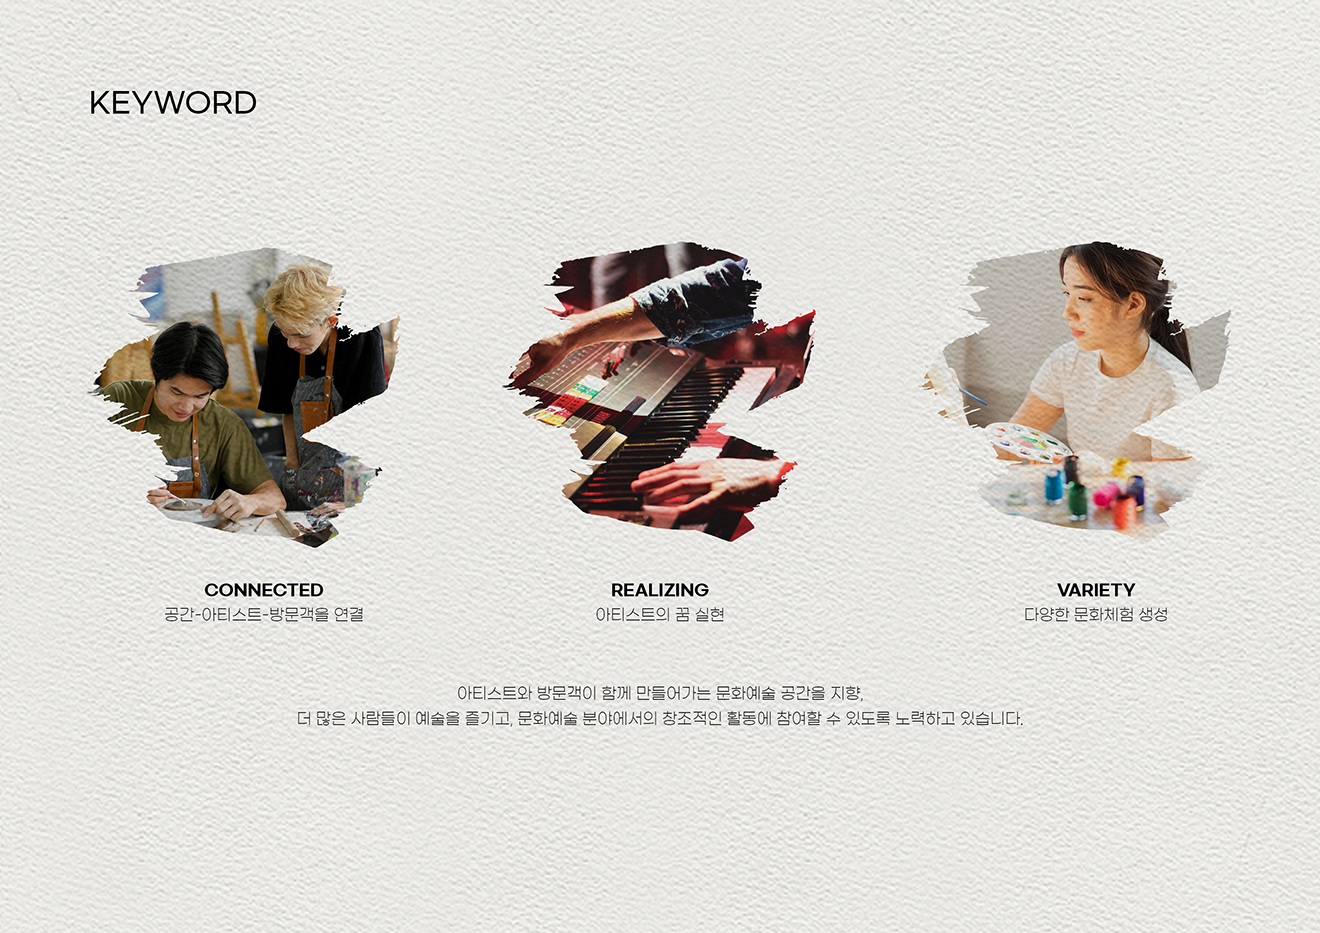 KEYWORD
CONNECTED
공간-아티스트-방문객을 연결
REALIZING
아티스트의 꿈 실현
VARIETY
다양한 문화체험 생성
아티스트와 방문객이 함께 만들어가는 문화예술 공간을 지향,
더 많은 사람들이 예술을 즐기고, 문화예술 분야에서의 창조적인 활동에 참여할 수 있도록 노력하고 있습니다.